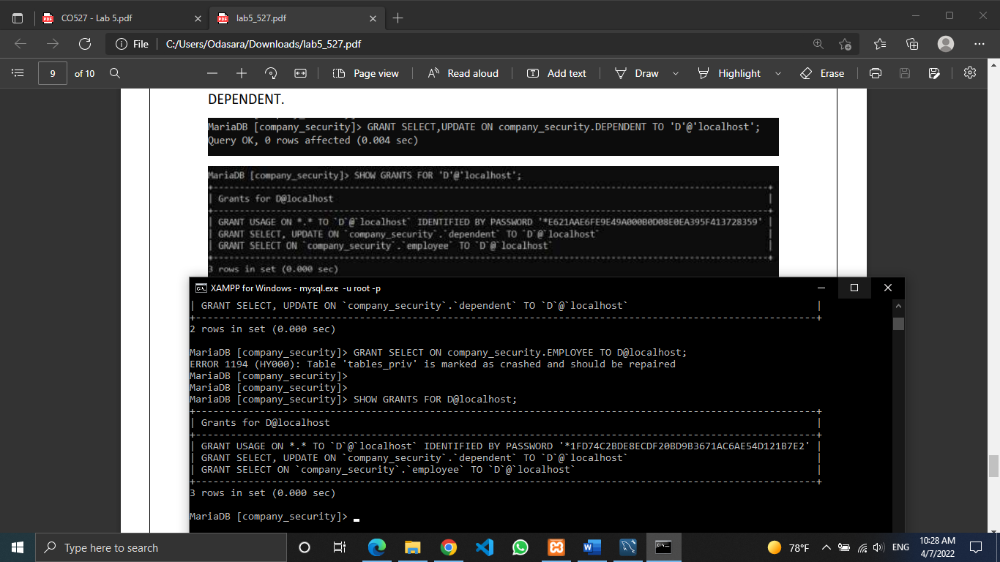 CO527 - Lab 5.pdf
lab5_527.pdf
File
C:/Users/Odasara/Downloads/lab5_527.pdf
9 of 10
Page view
Read aloud
Add text
Draw
Highlight
Erase
DEPENDENT.
MariaDB [company_security]> GRANT SELECT,UPDATE ON company_security.DEPENDENT TO 'D'@'localhost';
Query OK, 0 rows affected (0.004 sec)
MariaDB [company_security]> SHOW GRANTS FOR 'D'@'localhost';
| Grants for D@localhost |
| GRANT USAGE ON *.* TO `D`@`localhost` IDENTIFIED BY PASSWORD '*E621AAE6FE9E49A000B0D08E0EA395F413728359' |
| GRANT SELECT, UPDATE ON `company_security`.`dependent` TO `D`@`localhost` |
| GRANT SELECT ON `company_security`.`employee` TO `D`@`localhost` |
3 rows in set (0.000 sec)
XAMPP for Windows - mysql.exe -u root -p
| GRANT SELECT, UPDATE ON `company_security`.`dependent` TO `D`@`localhost` |
2 rows in set (0.000 sec)
MariaDB [company_security]> GRANT SELECT ON company_security.EMPLOYEE TO D@localhost;
ERROR 1194 (HY000): Table 'tables_priv' is marked as crashed and should be repaired
MariaDB [company_security]>
MariaDB [company_security]>
MariaDB [company_security]> SHOW GRANTS FOR D@localhost;
| Grants for D@localhost |
| GRANT USAGE ON *.* TO `D`@`localhost` IDENTIFIED BY PASSWORD '*1FD74C2BDE8ECDF20BD9B3671AC6AE54D121B7E2' |
| GRANT SELECT, UPDATE ON `company_security`.`dependent` TO `D`@`localhost` |
| GRANT SELECT ON `company_security`.`employee` TO `D`@`localhost` |
3 rows in set (0.000 sec)
MariaDB [company_security]>
Type here to search
78°F
ENG
10:28 AM
4/7/2022